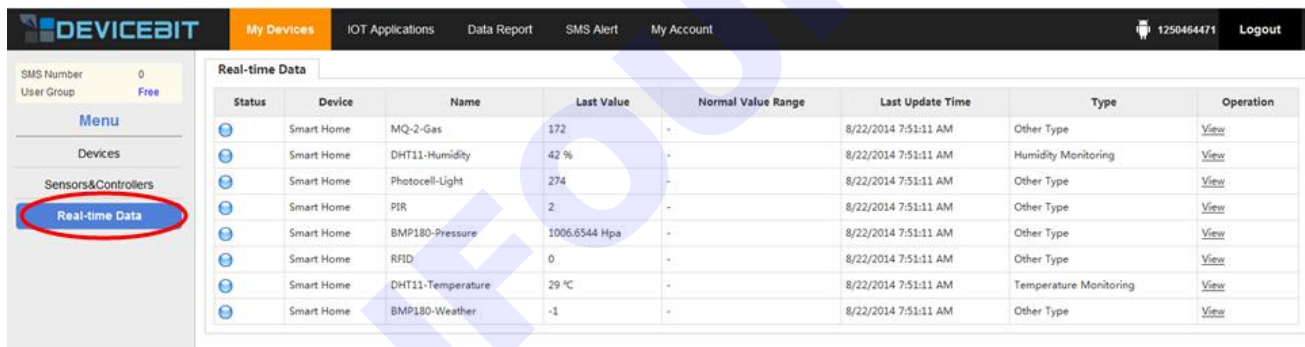 DEVICEBIT My Devices IOT Applications Data Report SMS Alert My Account 1250464471 Logout
SMS Number 0
User Group Free
Menu
Devices
Sensors&Controllers
Real-time Data
Real-time Data
Status Device Name Last Value Normal Value Range Last Update Time Type Operation
Smart Home MQ-2-Gas 172 - 8/22/2014 7:51:11 AM Other Type View
Smart Home DHT11-Humidity 42 % - 8/22/2014 7:51:11 AM Humidity Monitoring View
Smart Home Photocell-Light 274 - 8/22/2014 7:51:11 AM Other Type View
Smart Home PIR 2 - 8/22/2014 7:51:11 AM Other Type View
Smart Home BMP180-Pressure 1006.6544 Hpa - 8/22/2014 7:51:11 AM Other Type View
Smart Home RFID 0 - 8/22/2014 7:51:11 AM Other Type View
Smart Home DHT11-Temperature 29 ℃ - 8/22/2014 7:51:11 AM Temperature Monitoring View
Smart Home BMP180-Weather -1 - 8/22/2014 7:51:11 AM Other Type View